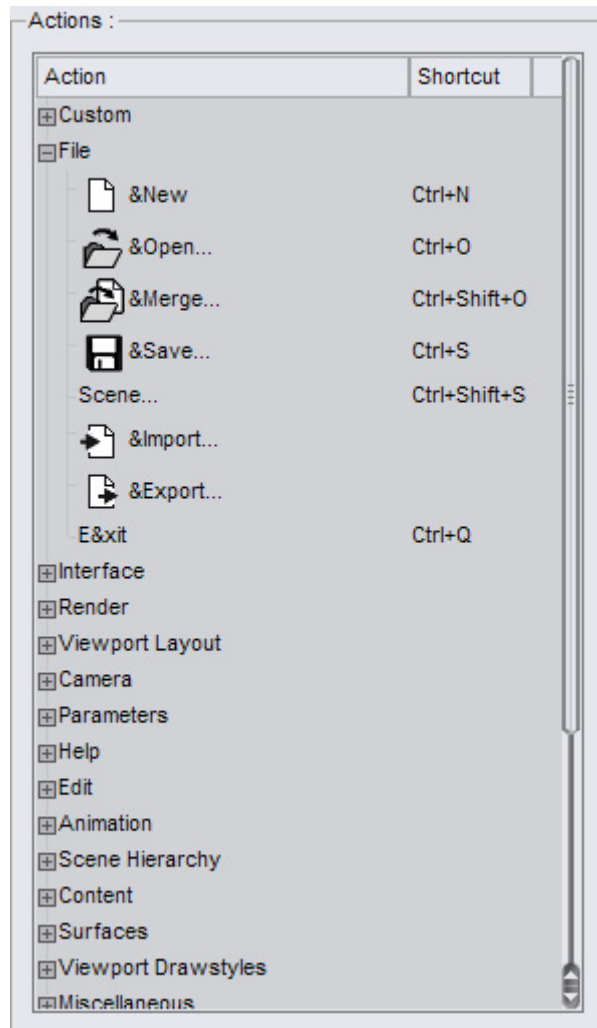 Actions :
Action Shortcut
Custom
File
&New Ctrl+N
&Open... Ctrl+O
&Merge... Ctrl+Shift+O
&Save... Ctrl+S
Scene... Ctrl+Shift+S
&Import...
&Export...
E&xit Ctrl+Q
Interface
Render
Viewport Layout
Camera
Parameters
Help
Edit
Animation
Scene Hierarchy
Content
Surfaces
Viewport Drawstyles
Miscellaneous